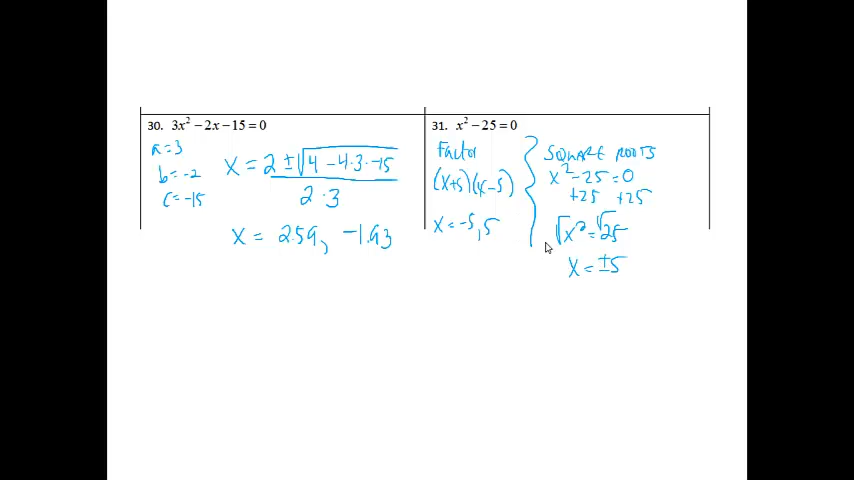 30. 3x² − 2x − 15 = 0
a = 3
b = -2
c = -15
x = 2 ± √4 − 4·3·-15
2·3
x = 2.59, -1.93
31. x² − 25 = 0
Factor
(x+5)(x-5)
x = -5, 5
SQUARE ROOTS
x² - 25 = 0
+25 +25
√x² = √25
x = ±5